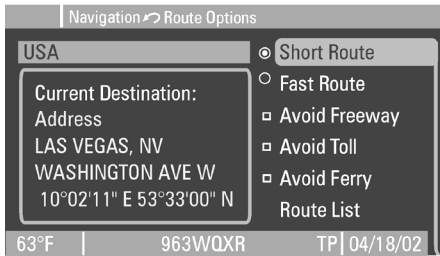 Navigation Route Options
USA
Current Destination:
Address
LAS VEGAS, NV
WASHINGTON AVE W
10°02'11" E 53°33'00" N
Short Route
Fast Route
Avoid Freeway
Avoid Toll
Avoid Ferry
Route List
63°F 963WQXR TP 04/18/02